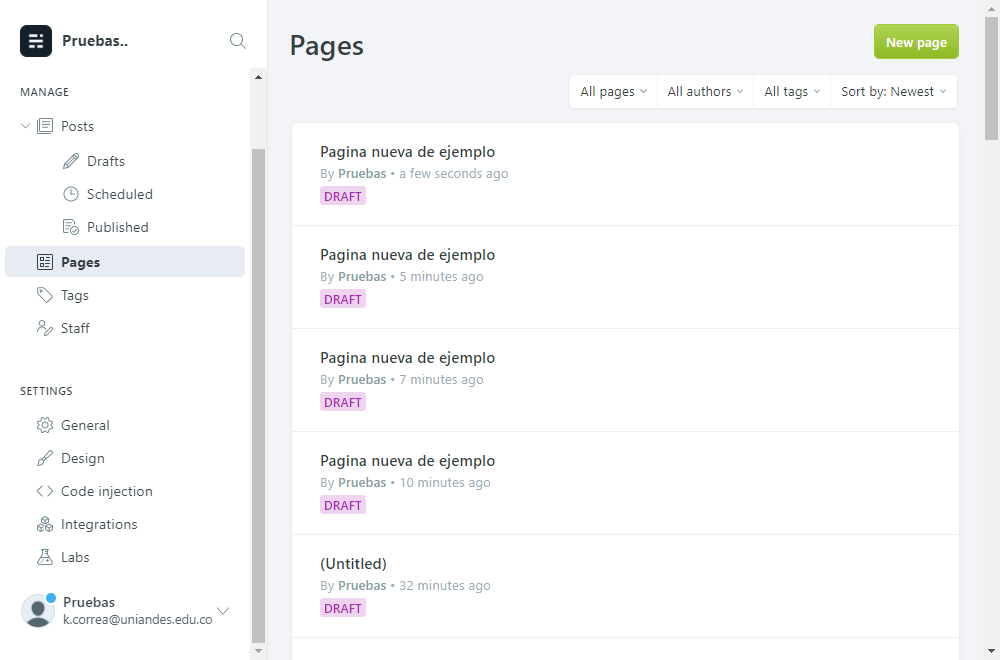 Pruebas..
MANAGE
Posts
Drafts
Scheduled
Published
Pages
Tags
Staff
SETTINGS
General
Design
Code injection
Integrations
Labs
Pruebas
k.correa@uniandes.edu.co
Pages
New page
All pages
All authors
All tags
Sort by: Newest
Pagina nueva de ejemplo
By Pruebas • a few seconds ago
DRAFT
Pagina nueva de ejemplo
By Pruebas • 5 minutes ago
DRAFT
Pagina nueva de ejemplo
By Pruebas • 7 minutes ago
DRAFT
Pagina nueva de ejemplo
By Pruebas • 10 minutes ago
DRAFT
(Untitled)
By Pruebas • 32 minutes ago
DRAFT